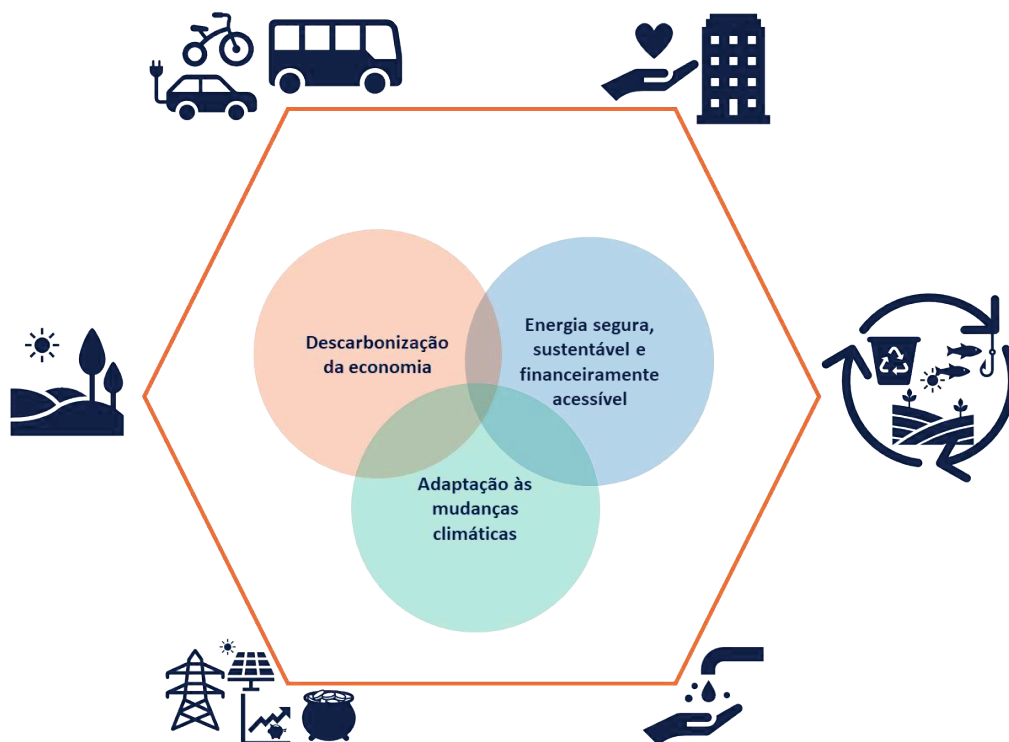 Descarbonização
da economia
Energia segura,
sustentável e
financeiramente
acessível
Adaptação às
mudanças
climáticas